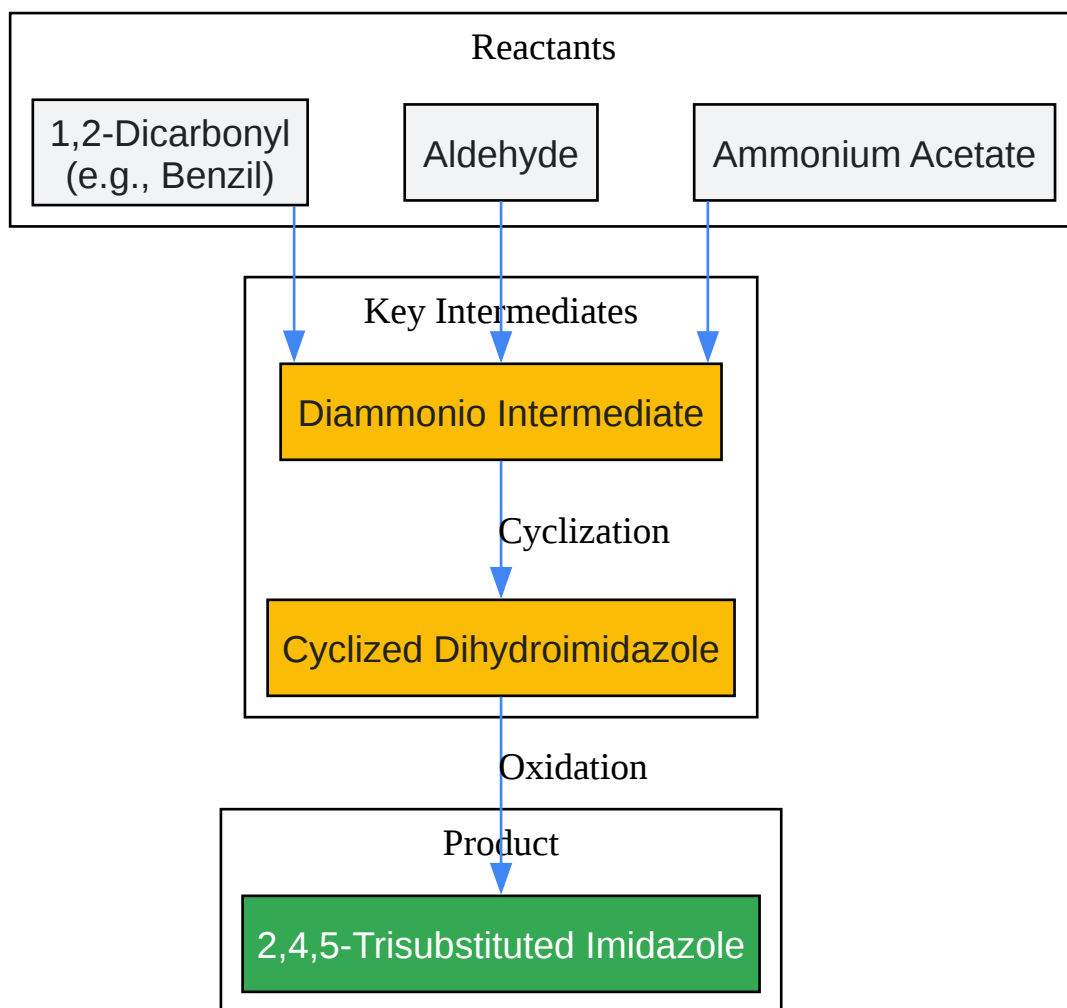 Reactants
1,2-Dicarbonyl
(e.g., Benzil)
Aldehyde
Ammonium Acetate
Key Intermediates
Diammonio Intermediate
Cyclization
Cyclized Dihydroimidazole
Oxidation
Product
2,4,5-Trisubstituted Imidazole